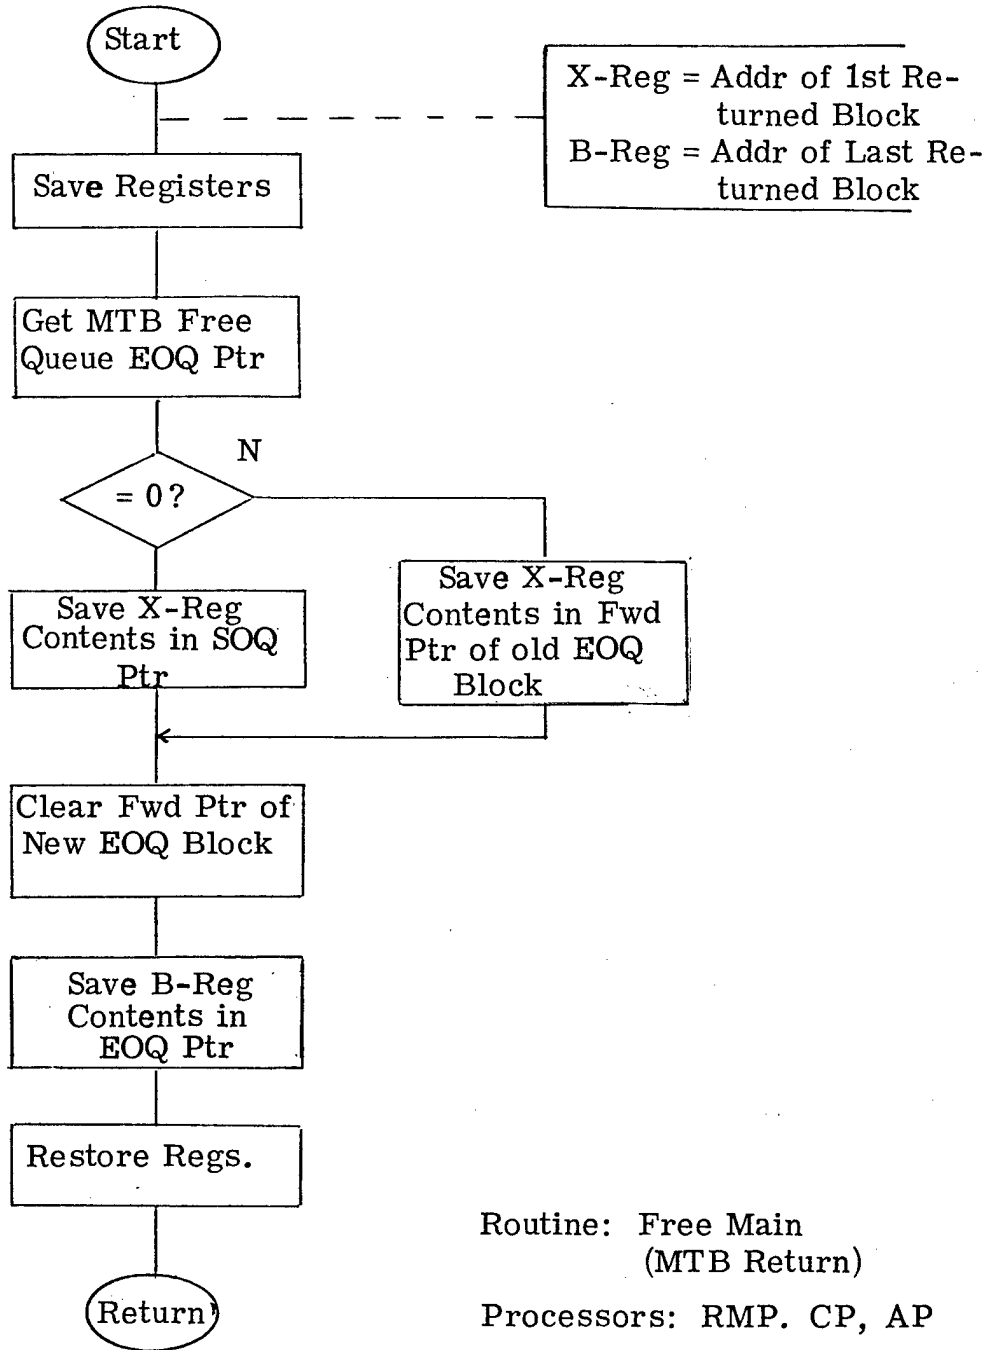 Start
X-Reg = Addr of 1st Re-
turned Block
B-Reg = Addr of Last Re-
turned Block
Save Registers
Get MTB Free
Queue EOQ Ptr
N
= 0?
Save X-Reg
Contents in SOQ
Ptr
Save X-Reg
Contents in Fwd
Ptr of old EOQ
Block
Clear Fwd Ptr of
New EOQ Block
Save B-Reg
Contents in
EOQ Ptr
Restore Regs.
Return
Routine: Free Main
(MTB Return)
Processors: RMP. CP, AP